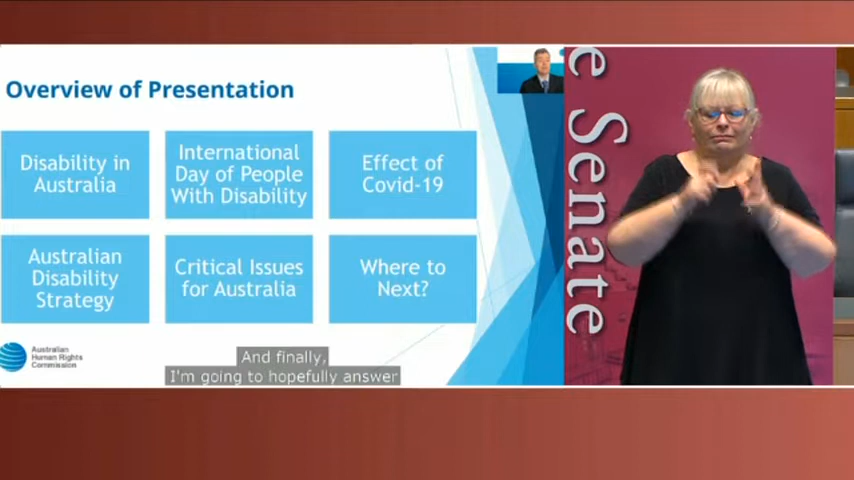 Overview of Presentation
Disability in
Australia
International
Day of People
With Disability
Effect of
Covid-19
Australian
Disability
Strategy
Critical Issues
for Australia
Where to
Next?
Australian
Human Rights
Commission
And finally,
I'm going to hopefully answer
e Senate